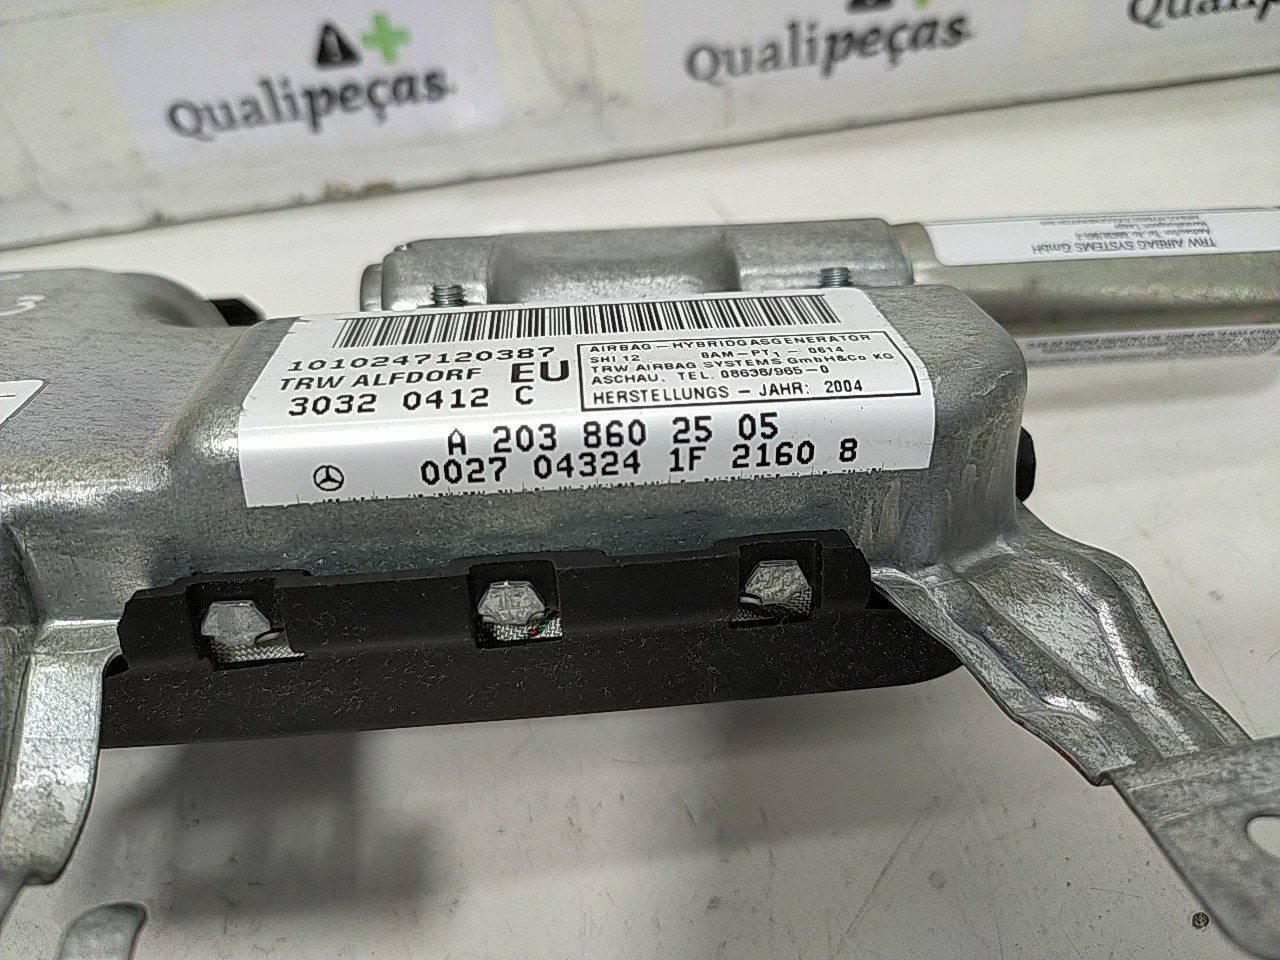 Qualipeças.
Qualipeças.
Qualipeças
TRW AIRBAG SYSTEMS GmbH
1010247120387
TRW ALFDORF EU
3032 0412 C
AIRBAG - HYBRIDGASGENERATOR
SHI 12 BAM - PT1 - 0614
TRW AIRBAG SYSTEMS GmbH&Co KG
ASCHAU, TEL. 08638/965-0
HERSTELLUNGS - JAHR: 2004
A 203 860 25 05
0027 04324 1F 2160 8